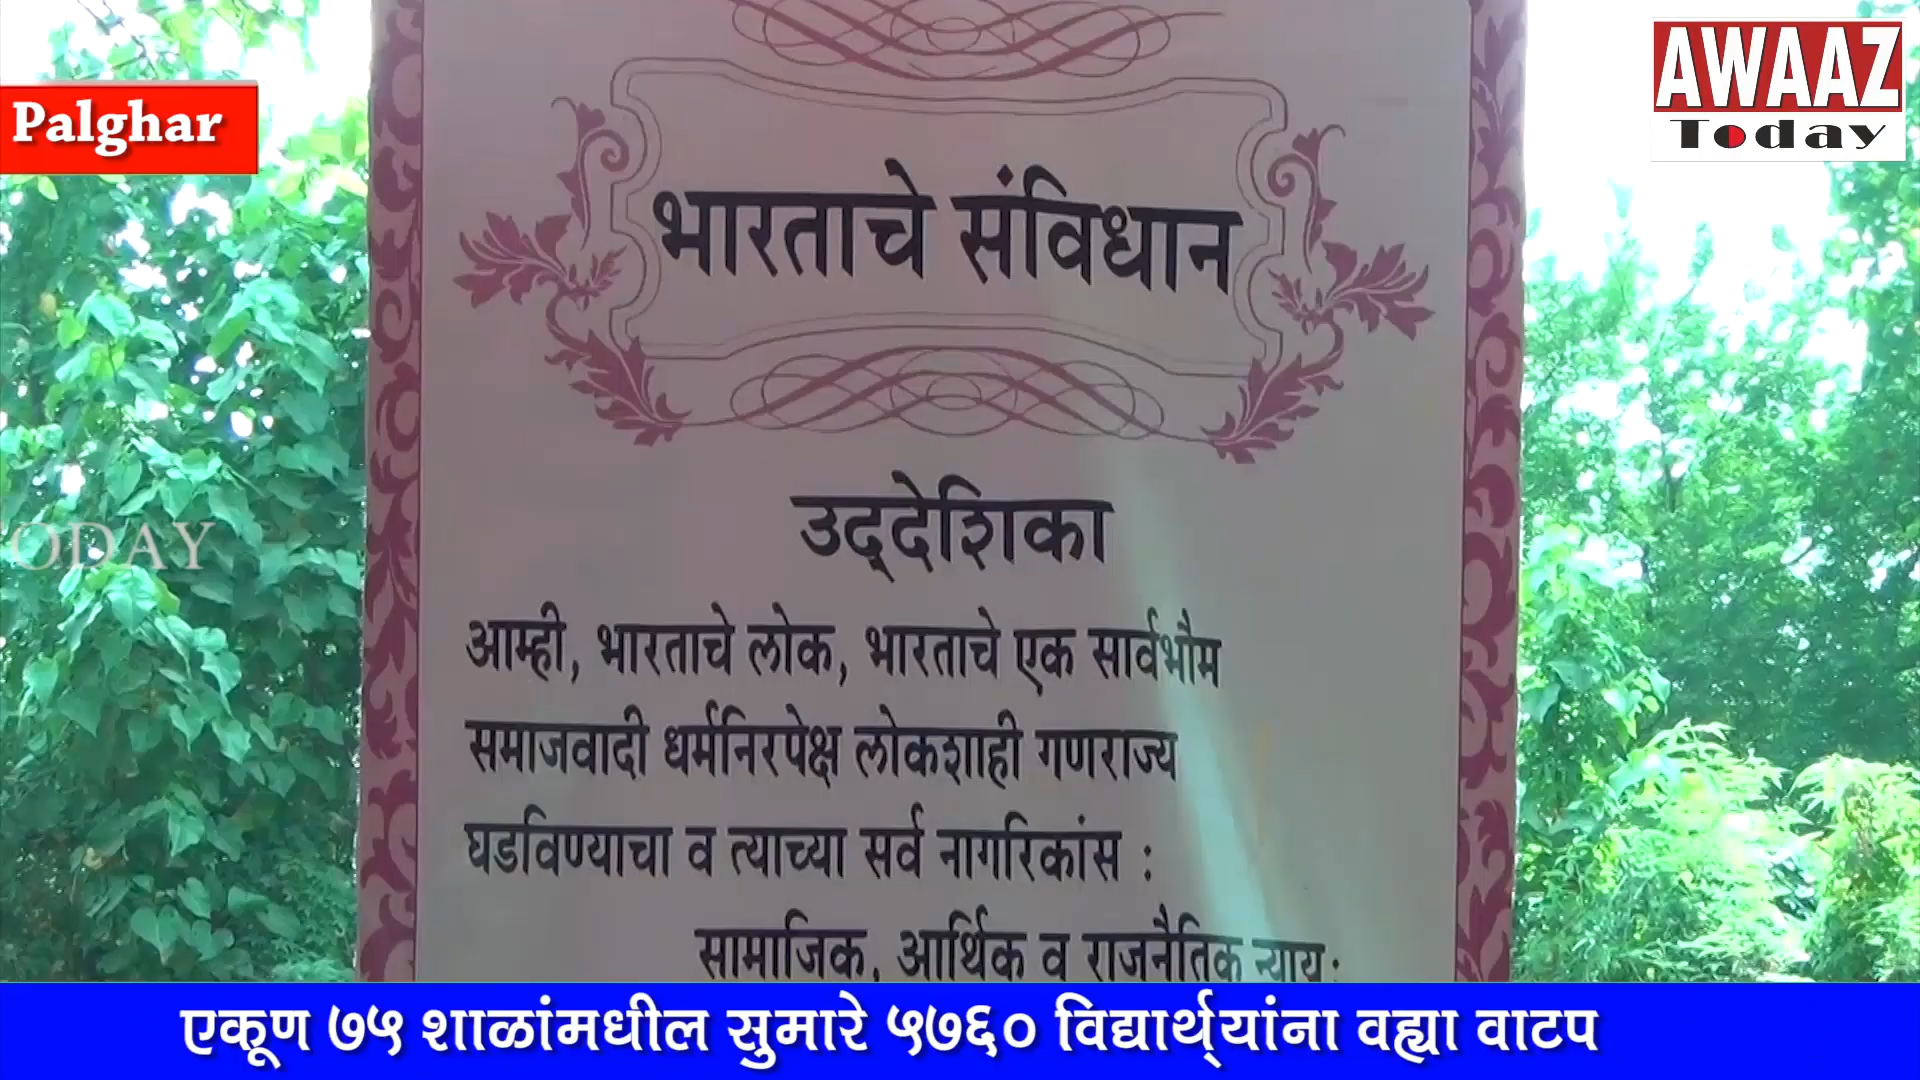 AWAAZ
Today
Palghar
भारताचे संविधान
उद्‌देशिका
TODAY
आम्ही, भारताचे लोक, भारताचे एक सार्वभौम
समाजवादी धर्मनिरपेक्ष लोकशाही गणराज्य
घडविण्याचा व त्याच्या सर्व नागरिकांस :
सामाजिक, आर्थिक व राजनैतिक न्याय;
एकूण ७५ शाळांमधील सुमारे ५७६० विद्यार्थ्यांना वह्या वाटप